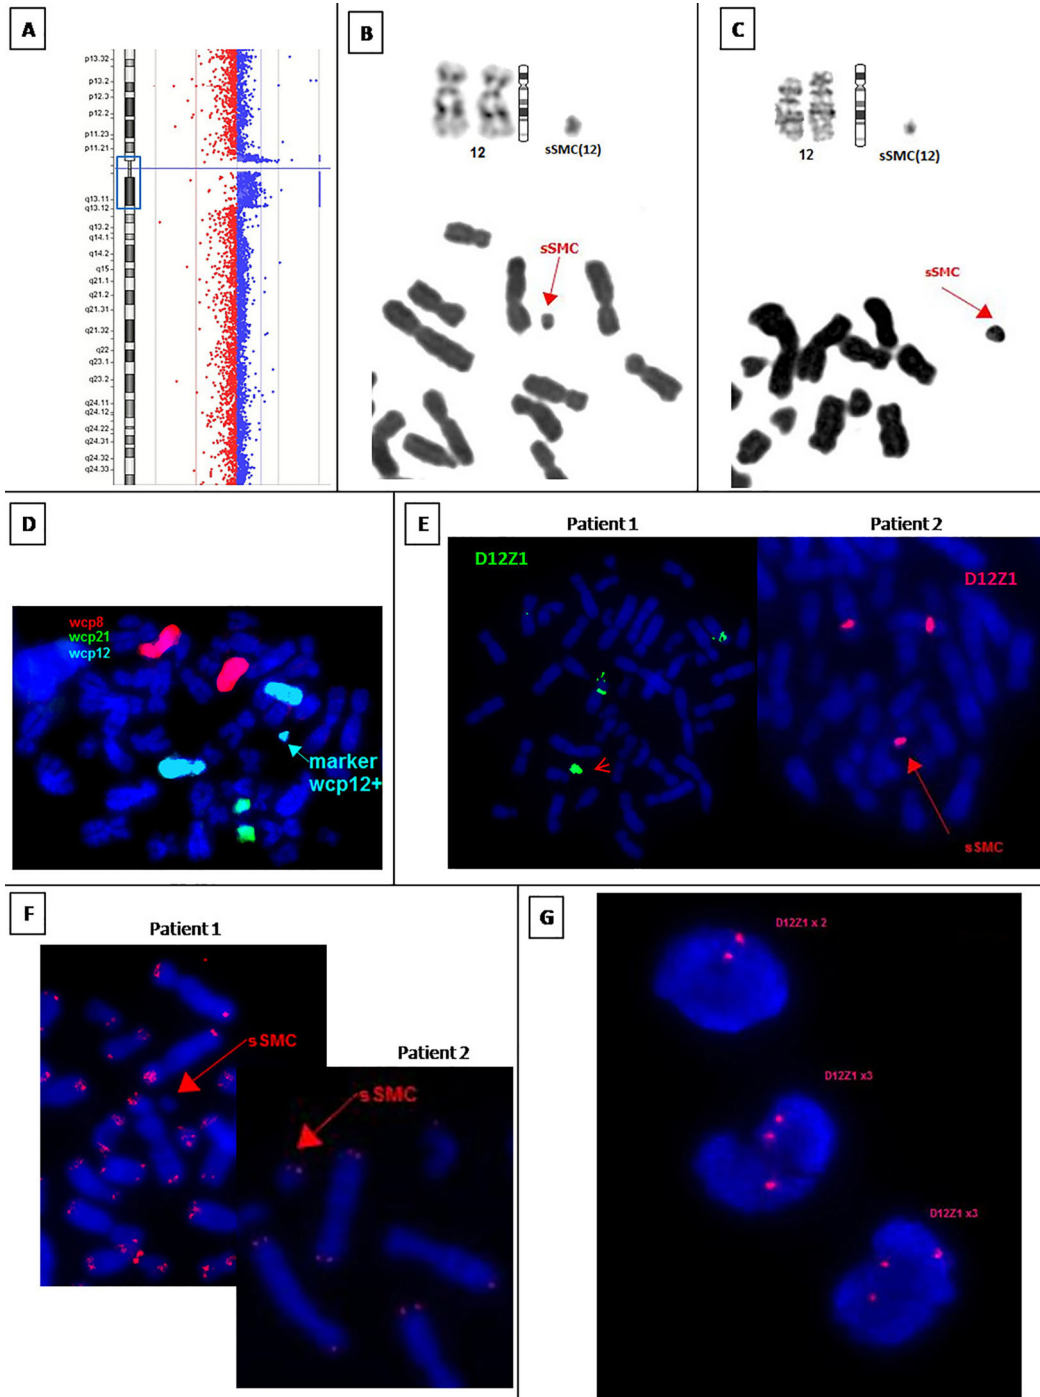 A
p13.32
p13.2
p12.3
p12.2
p11.23
p11.21
q13.11
q13.12
q13.2
q14.1
q14.2
q15
q21.1
q21.2
q21.31
q21.32
q22
q23.1
q23.2
q24.11
q24.12
q24.22
q24.31
q24.32
q24.33
B
12
sSMC(12)
sSMC
C
12
sSMC(12)
sSMC
D
wcp8
wcp21
wcp12
marker
wcp12+
E
Patient 1
Patient 2
D12Z1
D12Z1
sSMC
F
Patient 1
sSMC
Patient 2
sSMC
G
D12Z1 x 2
D12Z1 x3
D12Z1 x3